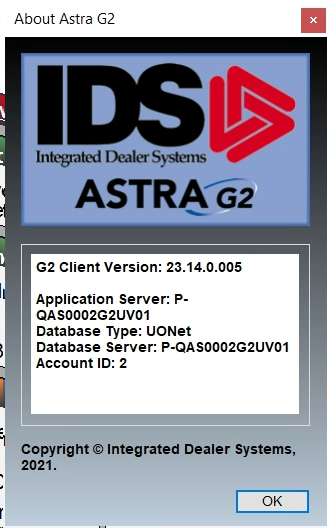 About Astra G2
IDS
Integrated Dealer Systems
ASTRA G2
G2 Client Version: 23.14.0.005
Application Server: P-
QAS0002G2UV01
Database Type: UONet
Database Server: P-QAS0002G2UV01
Account ID: 2
Copyright © Integrated Dealer Systems,
2021.
OK